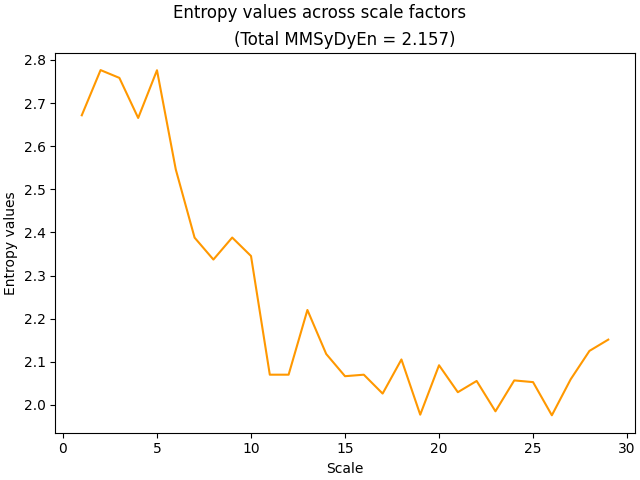 Entropy values across scale factors
(Total MMSyDyEn = 2.157)
2.8
2.7
2.6
2.5
2.4
2.3
2.2
2.1
2.0
Entropy values
0 5 10 15 20 25 30
Scale